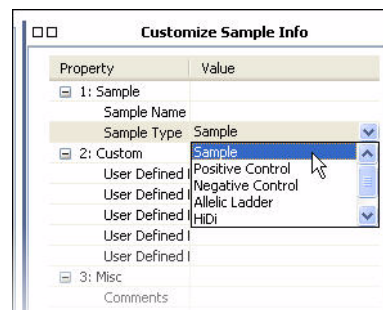 Customize Sample Info
Property Value
1: Sample
Sample Name
Sample Type Sample
Sample
2: Custom
Positive Control
User Defined
Negative Control
User Defined
Allelic Ladder
User Defined
HiDi
User Defined
User Defined
3: Misc
Comments